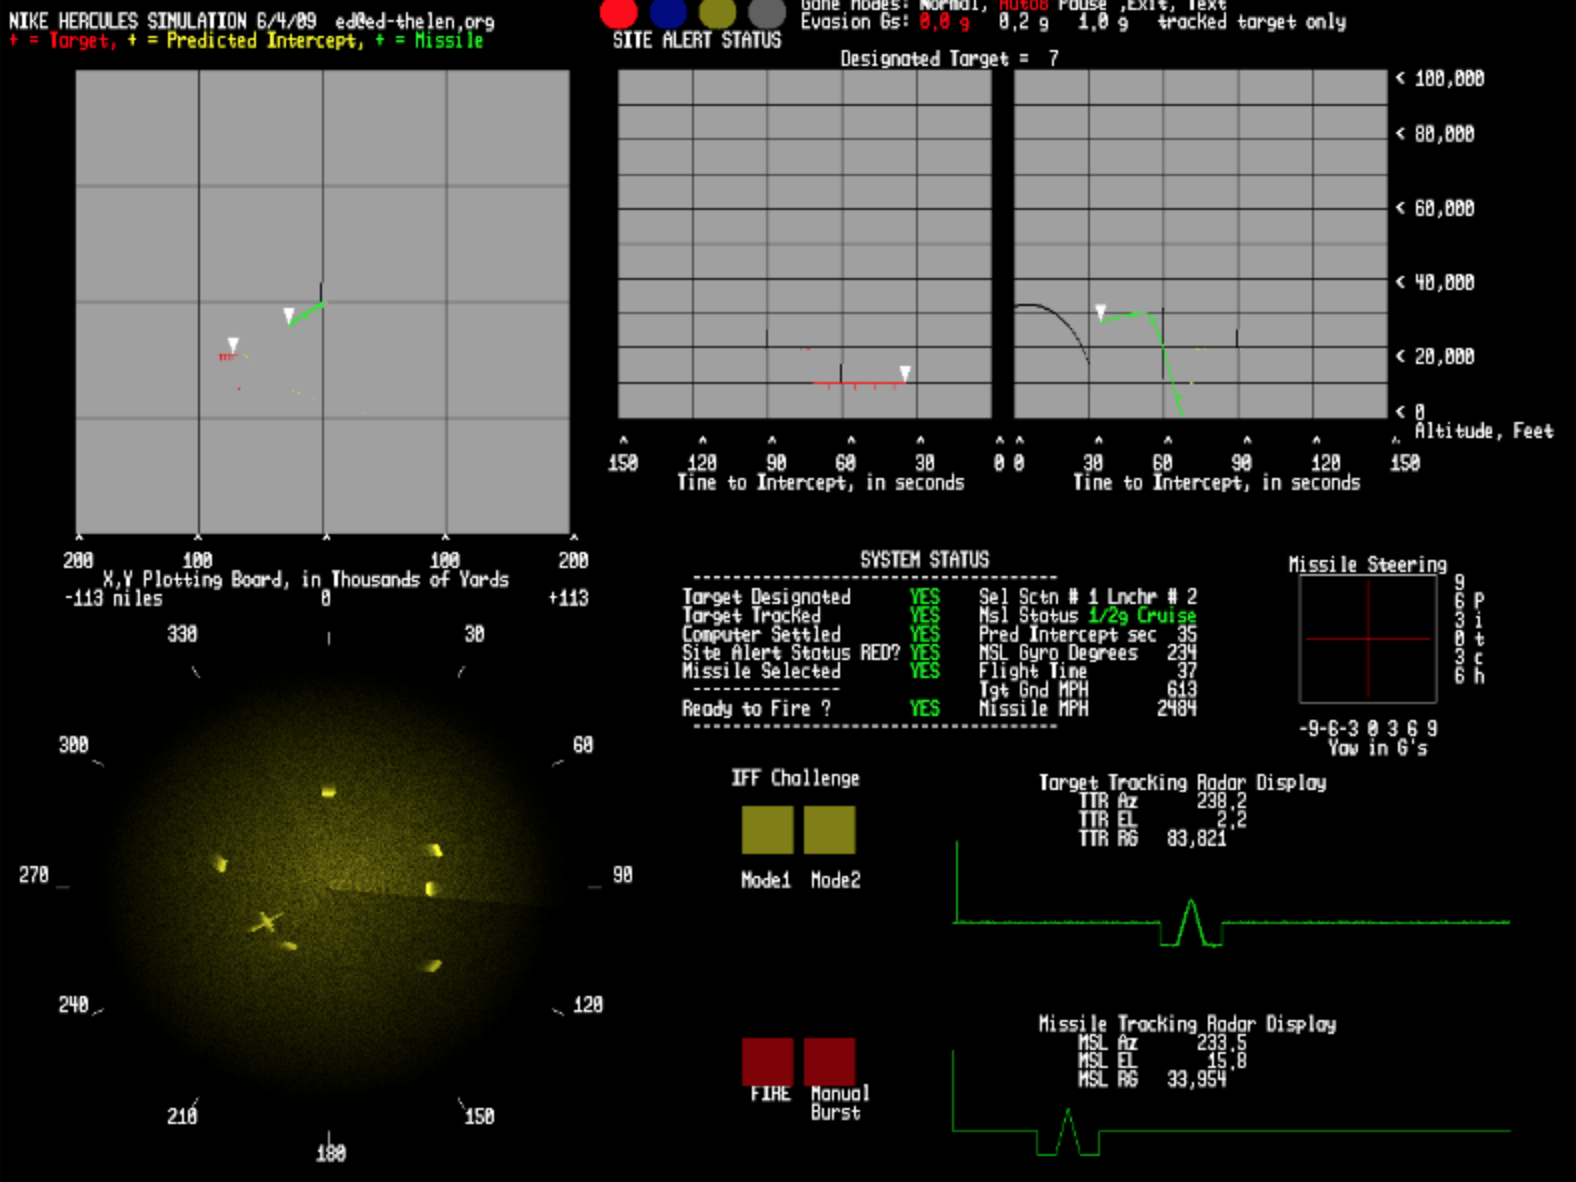 NIKE HERCULES SIMULATION 6/4/09 ed@ed-thelen,org
+ = Target, + = Predicted Intercept, + = Missile
Game Modes: Normal, Auto8 Pause ,Exit, Text
Evasion Gs: 0,0 g 0,2 g 1,0 g tracked target only
SITE ALERT STATUS
Designated Target = 7
< 100,000
< 80,000
< 60,000
< 40,000
< 20,000
< 0
Altitude, Feet
150 120 90 60 30 0
Time to Intercept, in seconds
0 30 60 90 120 150
Time to Intercept, in seconds
200 100 100 200
X,Y Plotting Board, in Thousands of Yards
-113 miles 0 +113
SYSTEM STATUS
Target Designated YES Sel Sctn # 1 Lnchr # 2
Target Tracked YES Msl Status 1/2g Cruise
Computer Settled YES Pred Intercept sec 35
Site Alert Status RED? YES MSL Gyro Degrees 234
Missile Selected YES Flight Time 37
Tgt Gnd MPH 613
Ready to Fire ? YES Missile MPH 2484
Missile Steering
9
6 P
3 i
0 t
3 c
6 h
-9-6-3 0 3 6 9
Yaw in G's
330 30
300 60
270 90
240 120
210 150
180
IFF Challenge
Mode1 Mode2
Target Tracking Radar Display
TTR Az 238,2
TTR EL 2,2
TTR RG 83,821
FIRE Manual
Burst
Missile Tracking Radar Display
MSL Az 233,5
MSL EL 15,8
MSL RG 33,954